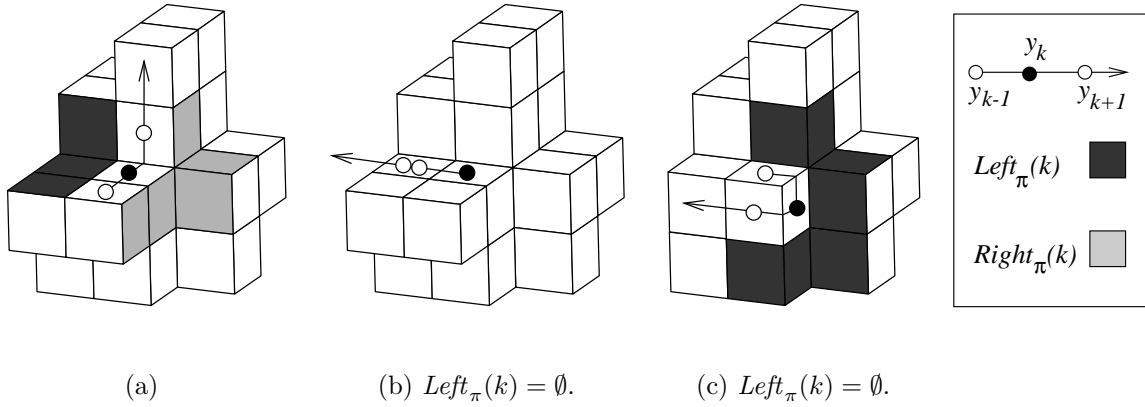 y_k
y_{k-1} y_{k+1}
Left_π(k)
Right_π(k)
(a) (b) Left_π(k) = ∅. (c) Left_π(k) = ∅.